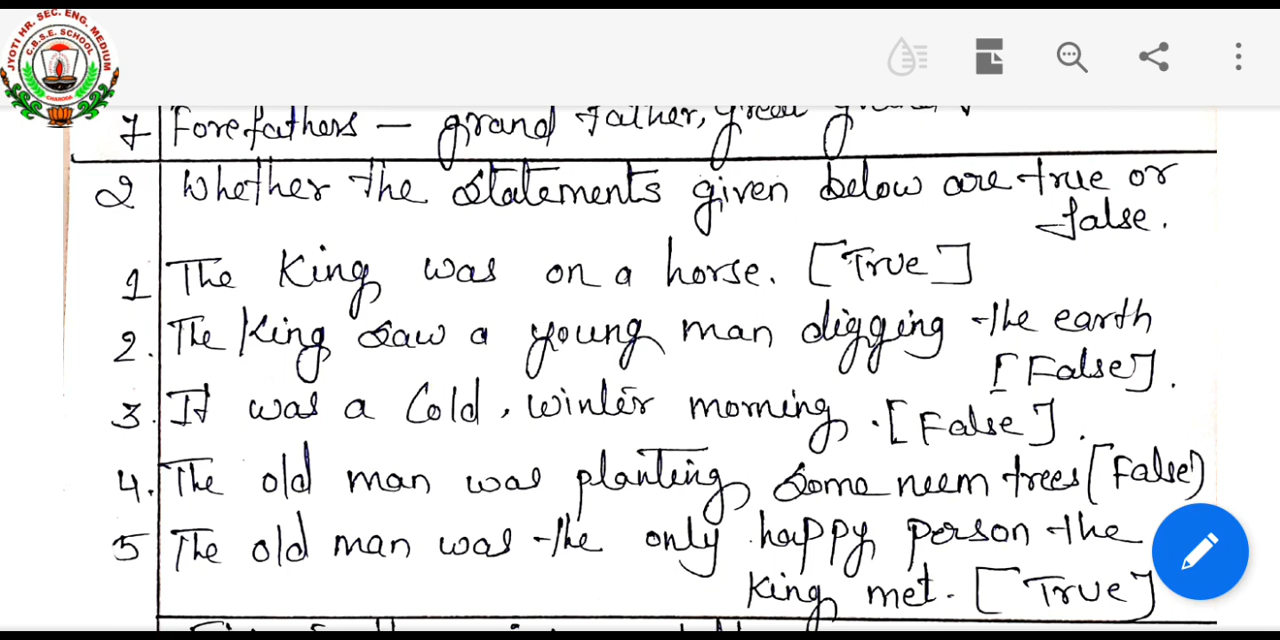 JYOTI HR. SEC. ENG. MEDIUM
C.B.S.E. SCHOOL
CHARODA
7 Forefathers – grand father, great
2 Whether the statements given below are true or
false.
1 The King was on a horse. [True]
2. The King saw a young man digging the earth
[False].
3. It was a Cold, winter morning. [False].
4. The old man was planting some neem trees (False)
5 The old man was the only happy person the
King met. [True]